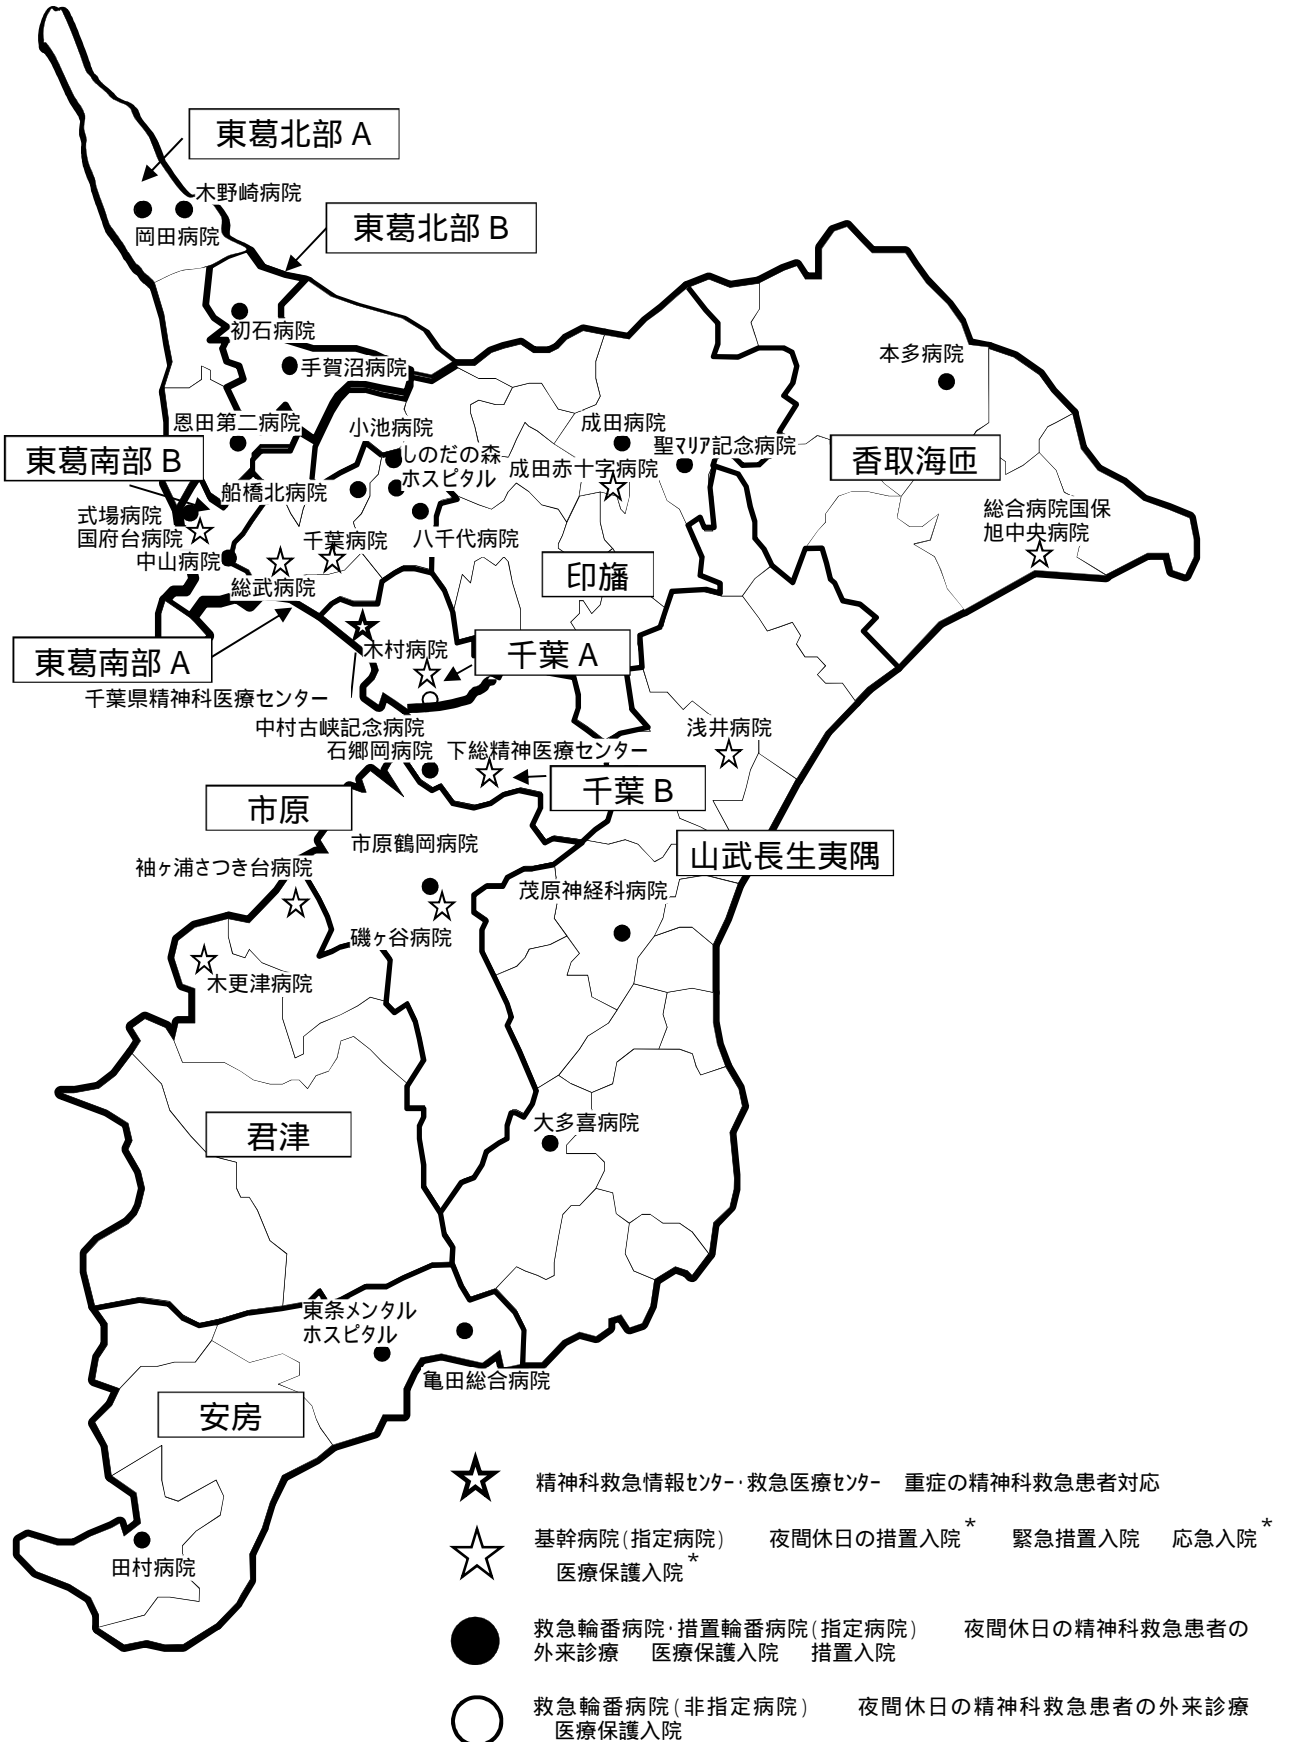 東葛北部 A
木野崎病院
岡田病院
東葛北部 B
初石病院
手賀沼病院
恩田第二病院
小池病院
しのだの森
ホスピタル
成田病院
聖マリア記念病院
成田赤十字病院
本多病院
香取海匝
総合病院国保
旭中央病院
東葛南部 B
船橋北病院
式場病院
国府台病院
中山病院
千葉病院
八千代病院
総武病院
印旛
東葛南部 A
木村病院
千葉 A
千葉県精神科医療センター
中村古峡記念病院
石郷岡病院
下総精神医療センター
浅井病院
千葉 B
市原
市原鶴岡病院
山武長生夷隅
袖ヶ浦さつき台病院
茂原神経科病院
磯ヶ谷病院
木更津病院
君津
大多喜病院
東条メンタル
ホスピタル
亀田総合病院
安房
田村病院
精神科救急情報センター・救急医療センター 重症の精神科救急患者対応
基幹病院(指定病院) 夜間休日の措置入院* 緊急措置入院 応急入院*
医療保護入院*
救急輪番病院・措置輪番病院(指定病院) 夜間休日の精神科救急患者の
外来診療 医療保護入院 措置入院
救急輪番病院(非指定病院) 夜間休日の精神科救急患者の外来診療
医療保護入院